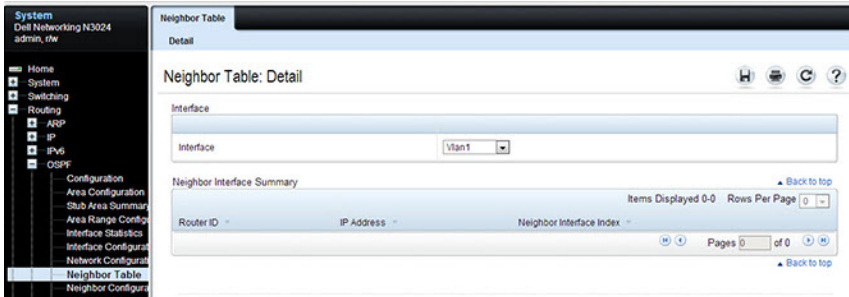 System
Dell Networking N3024
admin, r/w
Home
System
Switching
Routing
ARP
IP
IPv6
OSPF
Configuration
Area Configuration
Stub Area Summary
Area Range Configu
Interface Statistics
Interface Configurat
Network Configurati
Neighbor Table
Neighbor Configura
Neighbor Table
Detail
Neighbor Table: Detail
Interface
Interface Vlan1
Neighbor Interface Summary Back to top
Items Displayed 0-0 Rows Per Page 0
Router ID IP Address Neighbor Interface Index
Pages 0 of 0
Back to top